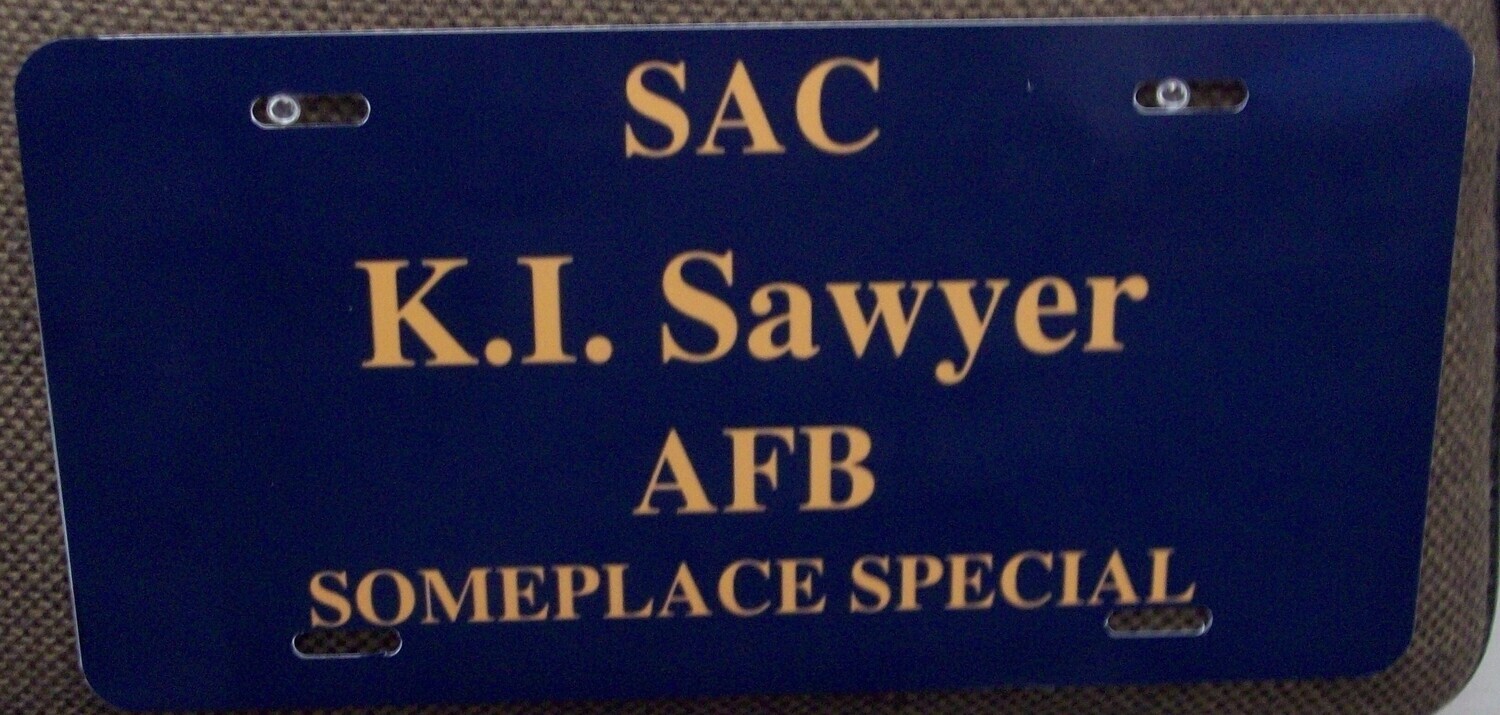 SAC
K.I. Sawyer
AFB
SOMEPLACE SPECIAL